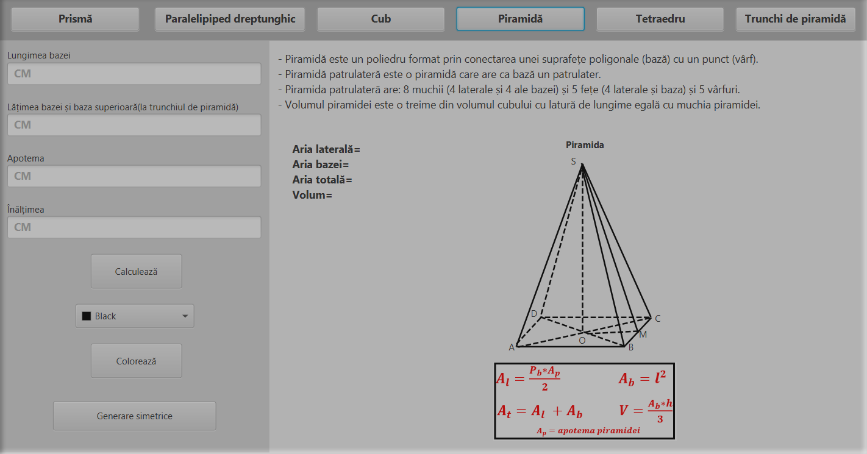 Prismă
Paralelipiped dreptunghic
Cub
Piramidă
Tetraedru
Trunchi de piramidă
Lungimea bazei
CM
Lățimea bazei și baza superioară(la trunchiul de piramidă)
CM
Apotema
CM
Înălțimea
CM
Calculează
Black
Colorează
Generare simetrice
- Piramidă este un poliedru format prin conectarea unei suprafețe poligonale (bază) cu un punct (vârf).
- Piramidă patrulateră este o piramidă care are ca bază un patrulater.
- Piramida patrulateră are: 8 muchii (4 laterale și 4 ale bazei) și 5 fețe (4 laterale și baza) și 5 vârfuri.
- Volumul piramidei este o treime din volumul cubului cu latură de lungime egală cu muchia piramidei.
Aria laterală=
Aria bazei=
Aria totală=
Volum=
Piramida
S
D
C
M
O
A
B
A_l = P_b*A_p / 2
A_b = l²
A_t = A_l + A_b
V = A_b*h / 3
A_p = apotema piramidei